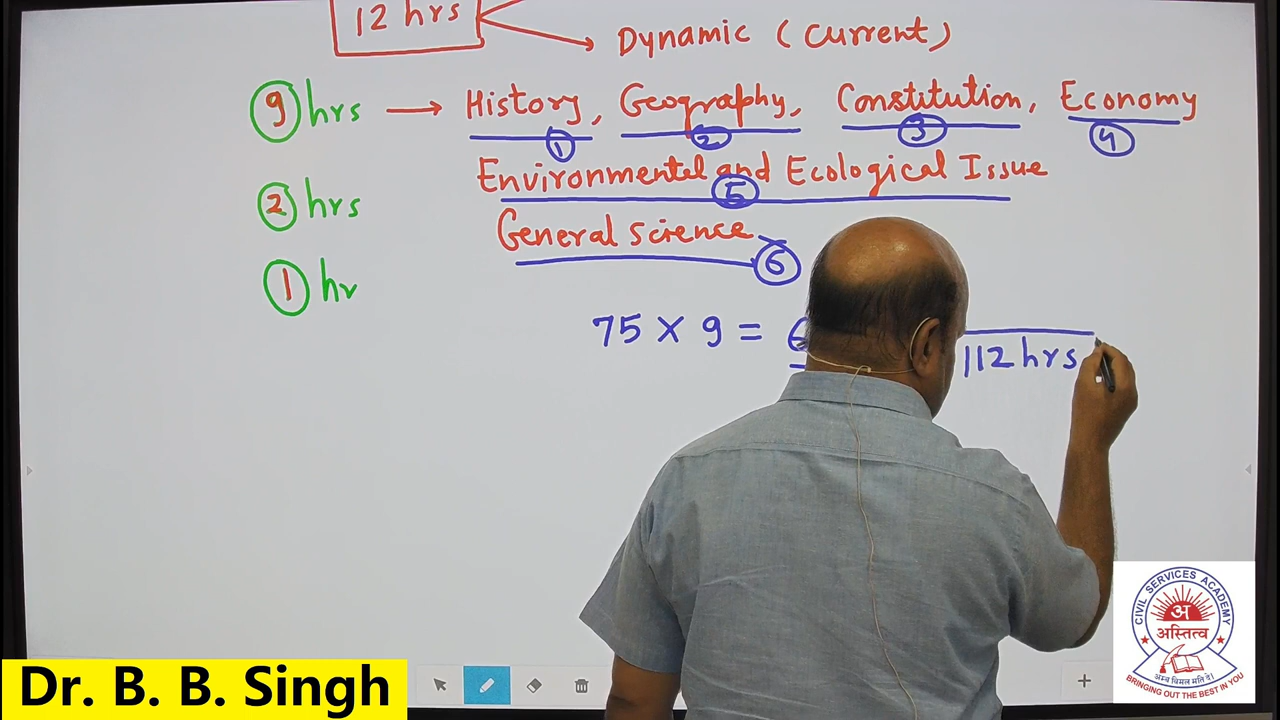 12 hrs
Dynamic (Current)
9 hrs → History, Geography, Constitution, Economy
1 2 3 4
Environmental and Ecological Issue
5
2 hrs
General science
6
1 hr
75 × 9 = 6
112 hrs
CIVIL SERVICES ACADEMY
अ
अस्तित्व
BRINGING OUT THE BEST IN YOU
Dr. B. B. Singh